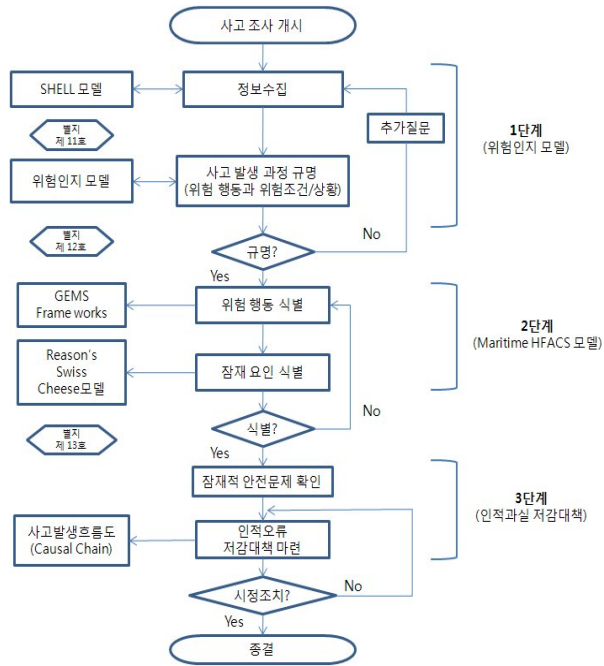 사고 조사 개시
SHELL 모델
정보수집
별지
제 11호
추가질문
1단계
(위험인지 모델)
위험인지 모델
사고 발생 과정 규명
(위험 행동과 위험조건/상황)
별지
제 12호
규명?
No
Yes
GEMS
Frame works
위험 행동 식별
2단계
(Maritime HFACS 모델)
Reason's
Swiss
Cheese모델
잠재 요인 식별
별지
제 13호
식별?
No
Yes
잠재적 안전문제 확인
3단계
(인적과실 저감대책)
사고발생흐름도
(Causal Chain)
인적오류
저감대책 마련
시정조치?
No
Yes
종결